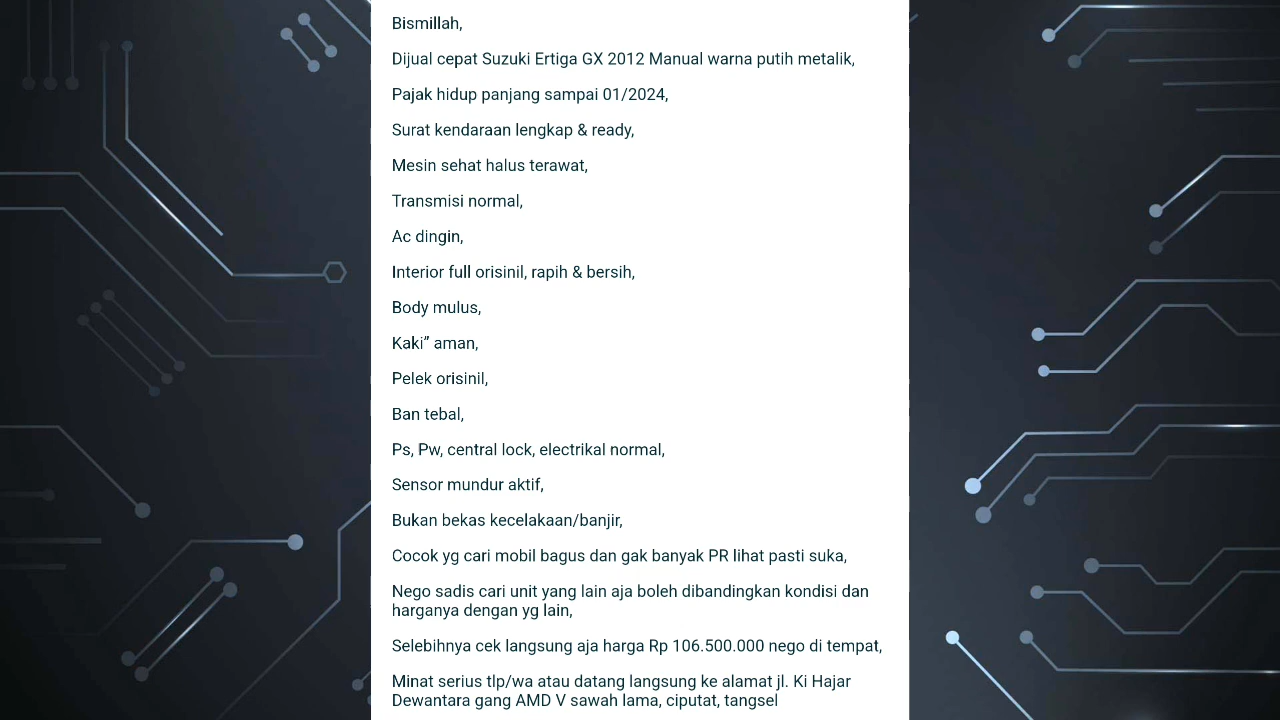 Bismillah,
Dijual cepat Suzuki Ertiga GX 2012 Manual warna putih metalik,
Pajak hidup panjang sampai 01/2024,
Surat kendaraan lengkap & ready,
Mesin sehat halus terawat,
Transmisi normal,
Ac dingin,
Interior full orisinil, rapih & bersih,
Body mulus,
Kaki” aman,
Pelek orisinil,
Ban tebal,
Ps, Pw, central lock, electrikal normal,
Sensor mundur aktif,
Bukan bekas kecelakaan/banjir,
Cocok yg cari mobil bagus dan gak banyak PR lihat pasti suka,
Nego sadis cari unit yang lain aja boleh dibandingkan kondisi dan
harganya dengan yg lain,
Selebihnya cek langsung aja harga Rp 106.500.000 nego di tempat,
Minat serius tlp/wa atau datang langsung ke alamat jl. Ki Hajar
Dewantara gang AMD V sawah lama, ciputat, tangsel